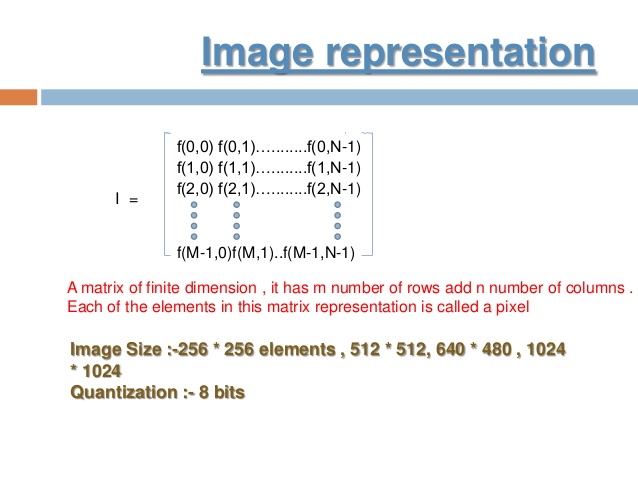 Image representation
f(0,0) f(0,1)…..........f(0,N-1)
f(1,0) f(1,1)…..........f(1,N-1)
f(2,0) f(2,1)…..........f(2,N-1)
I =
f(M-1,0)f(M,1)..f(M-1,N-1)
A matrix of finite dimension , it has m number of rows add n number of columns .
Each of the elements in this matrix representation is called a pixel
Image Size :-256 * 256 elements , 512 * 512, 640 * 480 , 1024
* 1024
Quantization :- 8 bits